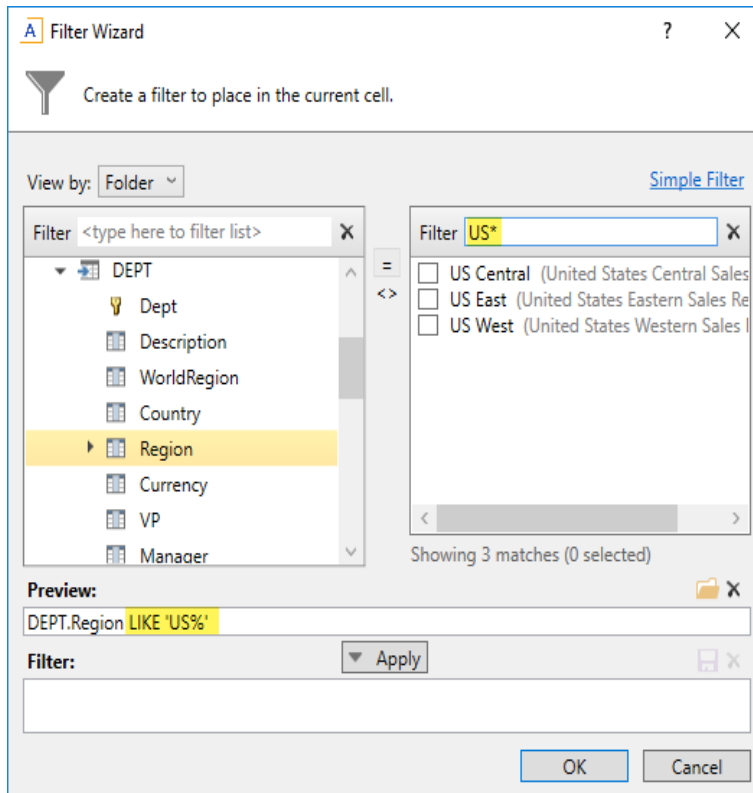 A Filter Wizard ?
Create a filter to place in the current cell.
View by: Folder
Simple Filter
Filter <type here to filter list>
DEPT
Dept
Description
WorldRegion
Country
Region
Currency
VP
Manager
=
<>
Filter US*
US Central (United States Central Sales
US East (United States Eastern Sales Re
US West (United States Western Sales
Showing 3 matches (0 selected)
Preview:
DEPT.Region LIKE 'US%'
Filter:
Apply
OK
Cancel